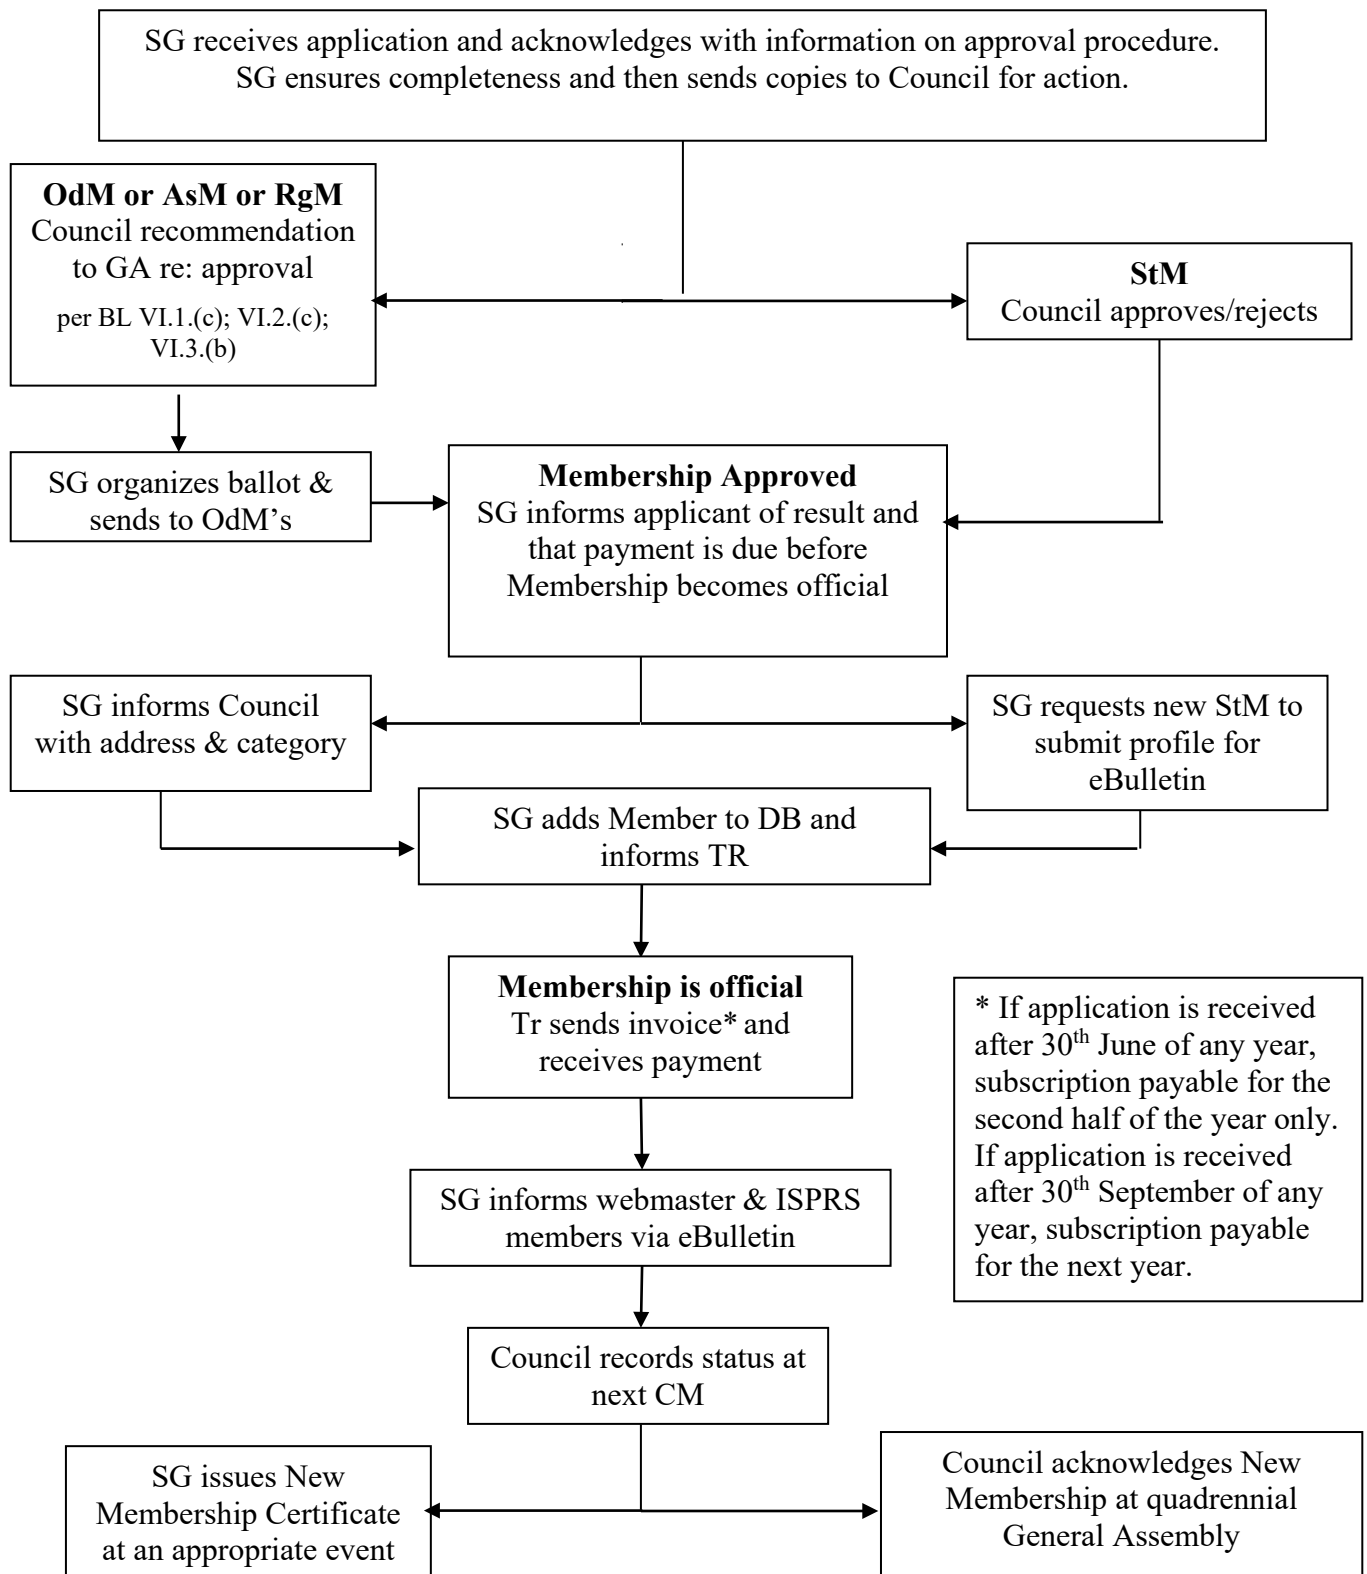 SG receives application and acknowledges with information on approval procedure.
SG ensures completeness and then sends copies to Council for action.
OdM or AsM or RgM
Council recommendation
to GA re: approval
per BL VI.1.(c); VI.2.(c);
VI.3.(b)
StM
Council approves/rejects
SG organizes ballot &
sends to OdM’s
Membership Approved
SG informs applicant of result and
that payment is due before
Membership becomes official
SG informs Council
with address & category
SG requests new StM to
submit profile for
eBulletin
SG adds Member to DB and
informs TR
Membership is official
Tr sends invoice* and
receives payment
* If application is received
after 30th June of any year,
subscription payable for the
second half of the year only.
If application is received
after 30th September of any
year, subscription payable
for the next year.
SG informs webmaster & ISPRS
members via eBulletin
Council records status at
next CM
SG issues New
Membership Certificate
at an appropriate event
Council acknowledges New
Membership at quadrennial
General Assembly